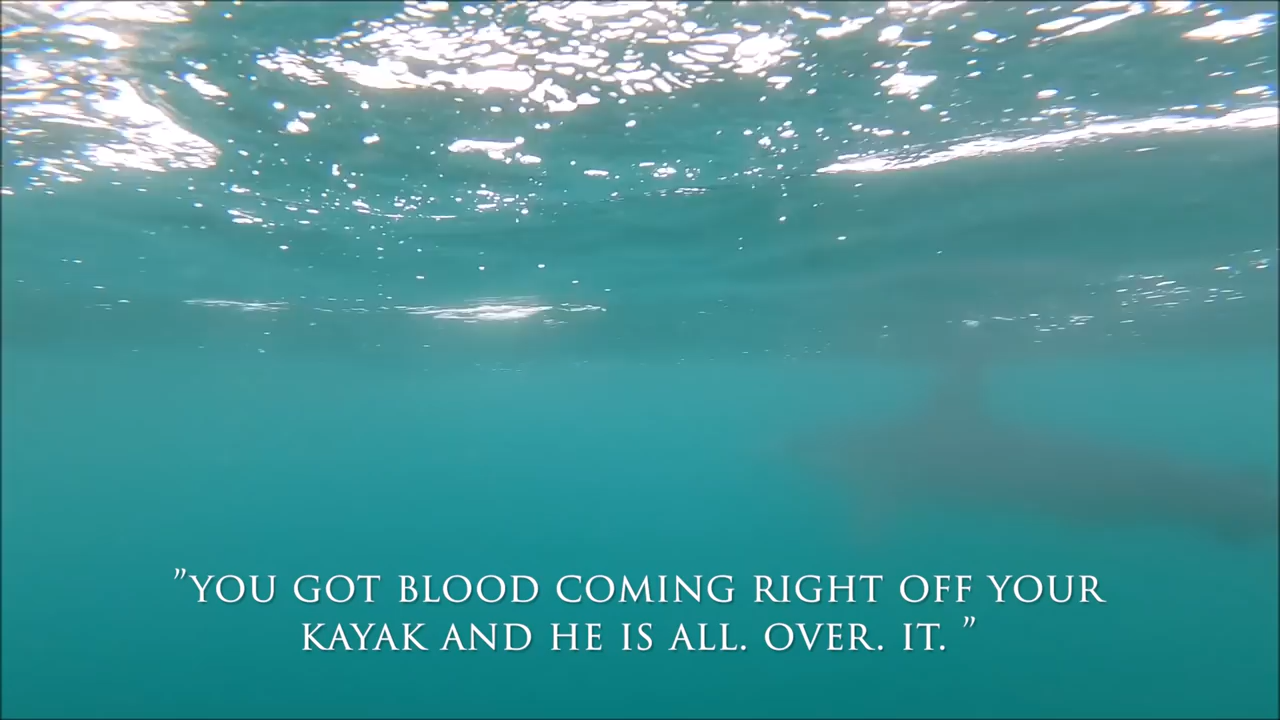 ”YOU GOT BLOOD COMING RIGHT OFF YOUR
KAYAK AND HE IS ALL. OVER. IT. ”